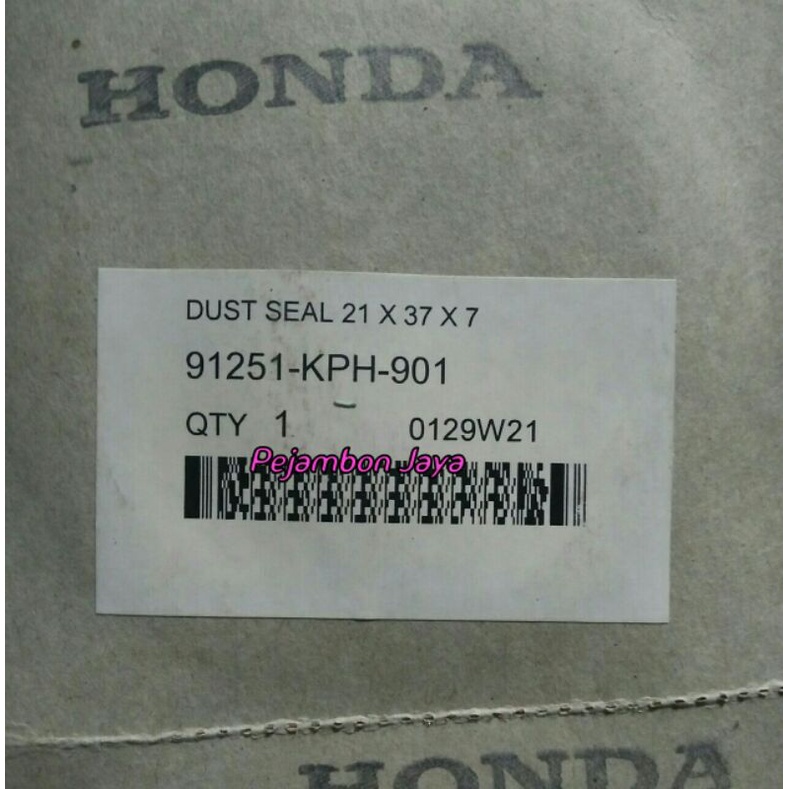 HONDA
DUST SEAL 21 X 37 X 7
91251-KPH-901
QTY 1 0129W21
Pejambon Jaya
HONDA